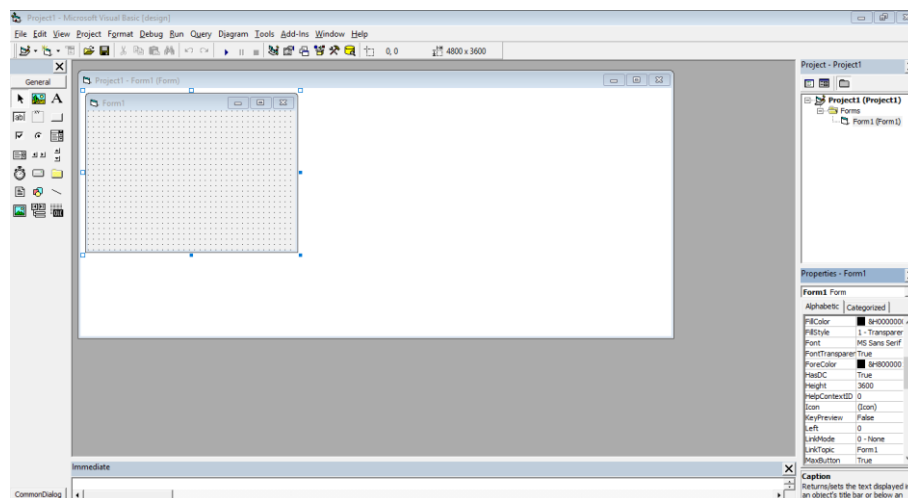 Project1 - Microsoft Visual Basic [design]
File Edit View Project Format Debug Run Query Diagram Tools Add-Ins Window Help
0, 0 4800 x 3600
General
A
ab|
Project1 - Form1 (Form)
Form1
Project - Project1
Project1 (Project1)
Forms
Form1 (Form1)
Properties - Form1
Form1 Form
Alphabetic Categorized
FillColor &H0000000
FillStyle 1 - Transparer
Font MS Sans Serif
FontTransparer True
ForeColor &H800000
HasDC True
Height 3600
HelpContextID 0
Icon (Icon)
KeyPreview False
Left 0
LinkMode 0 - None
LinkTopic Form1
MaxButton True
Caption
Returns/sets the text displayed in
an object's title bar or below an
Immediate
CommonDialog